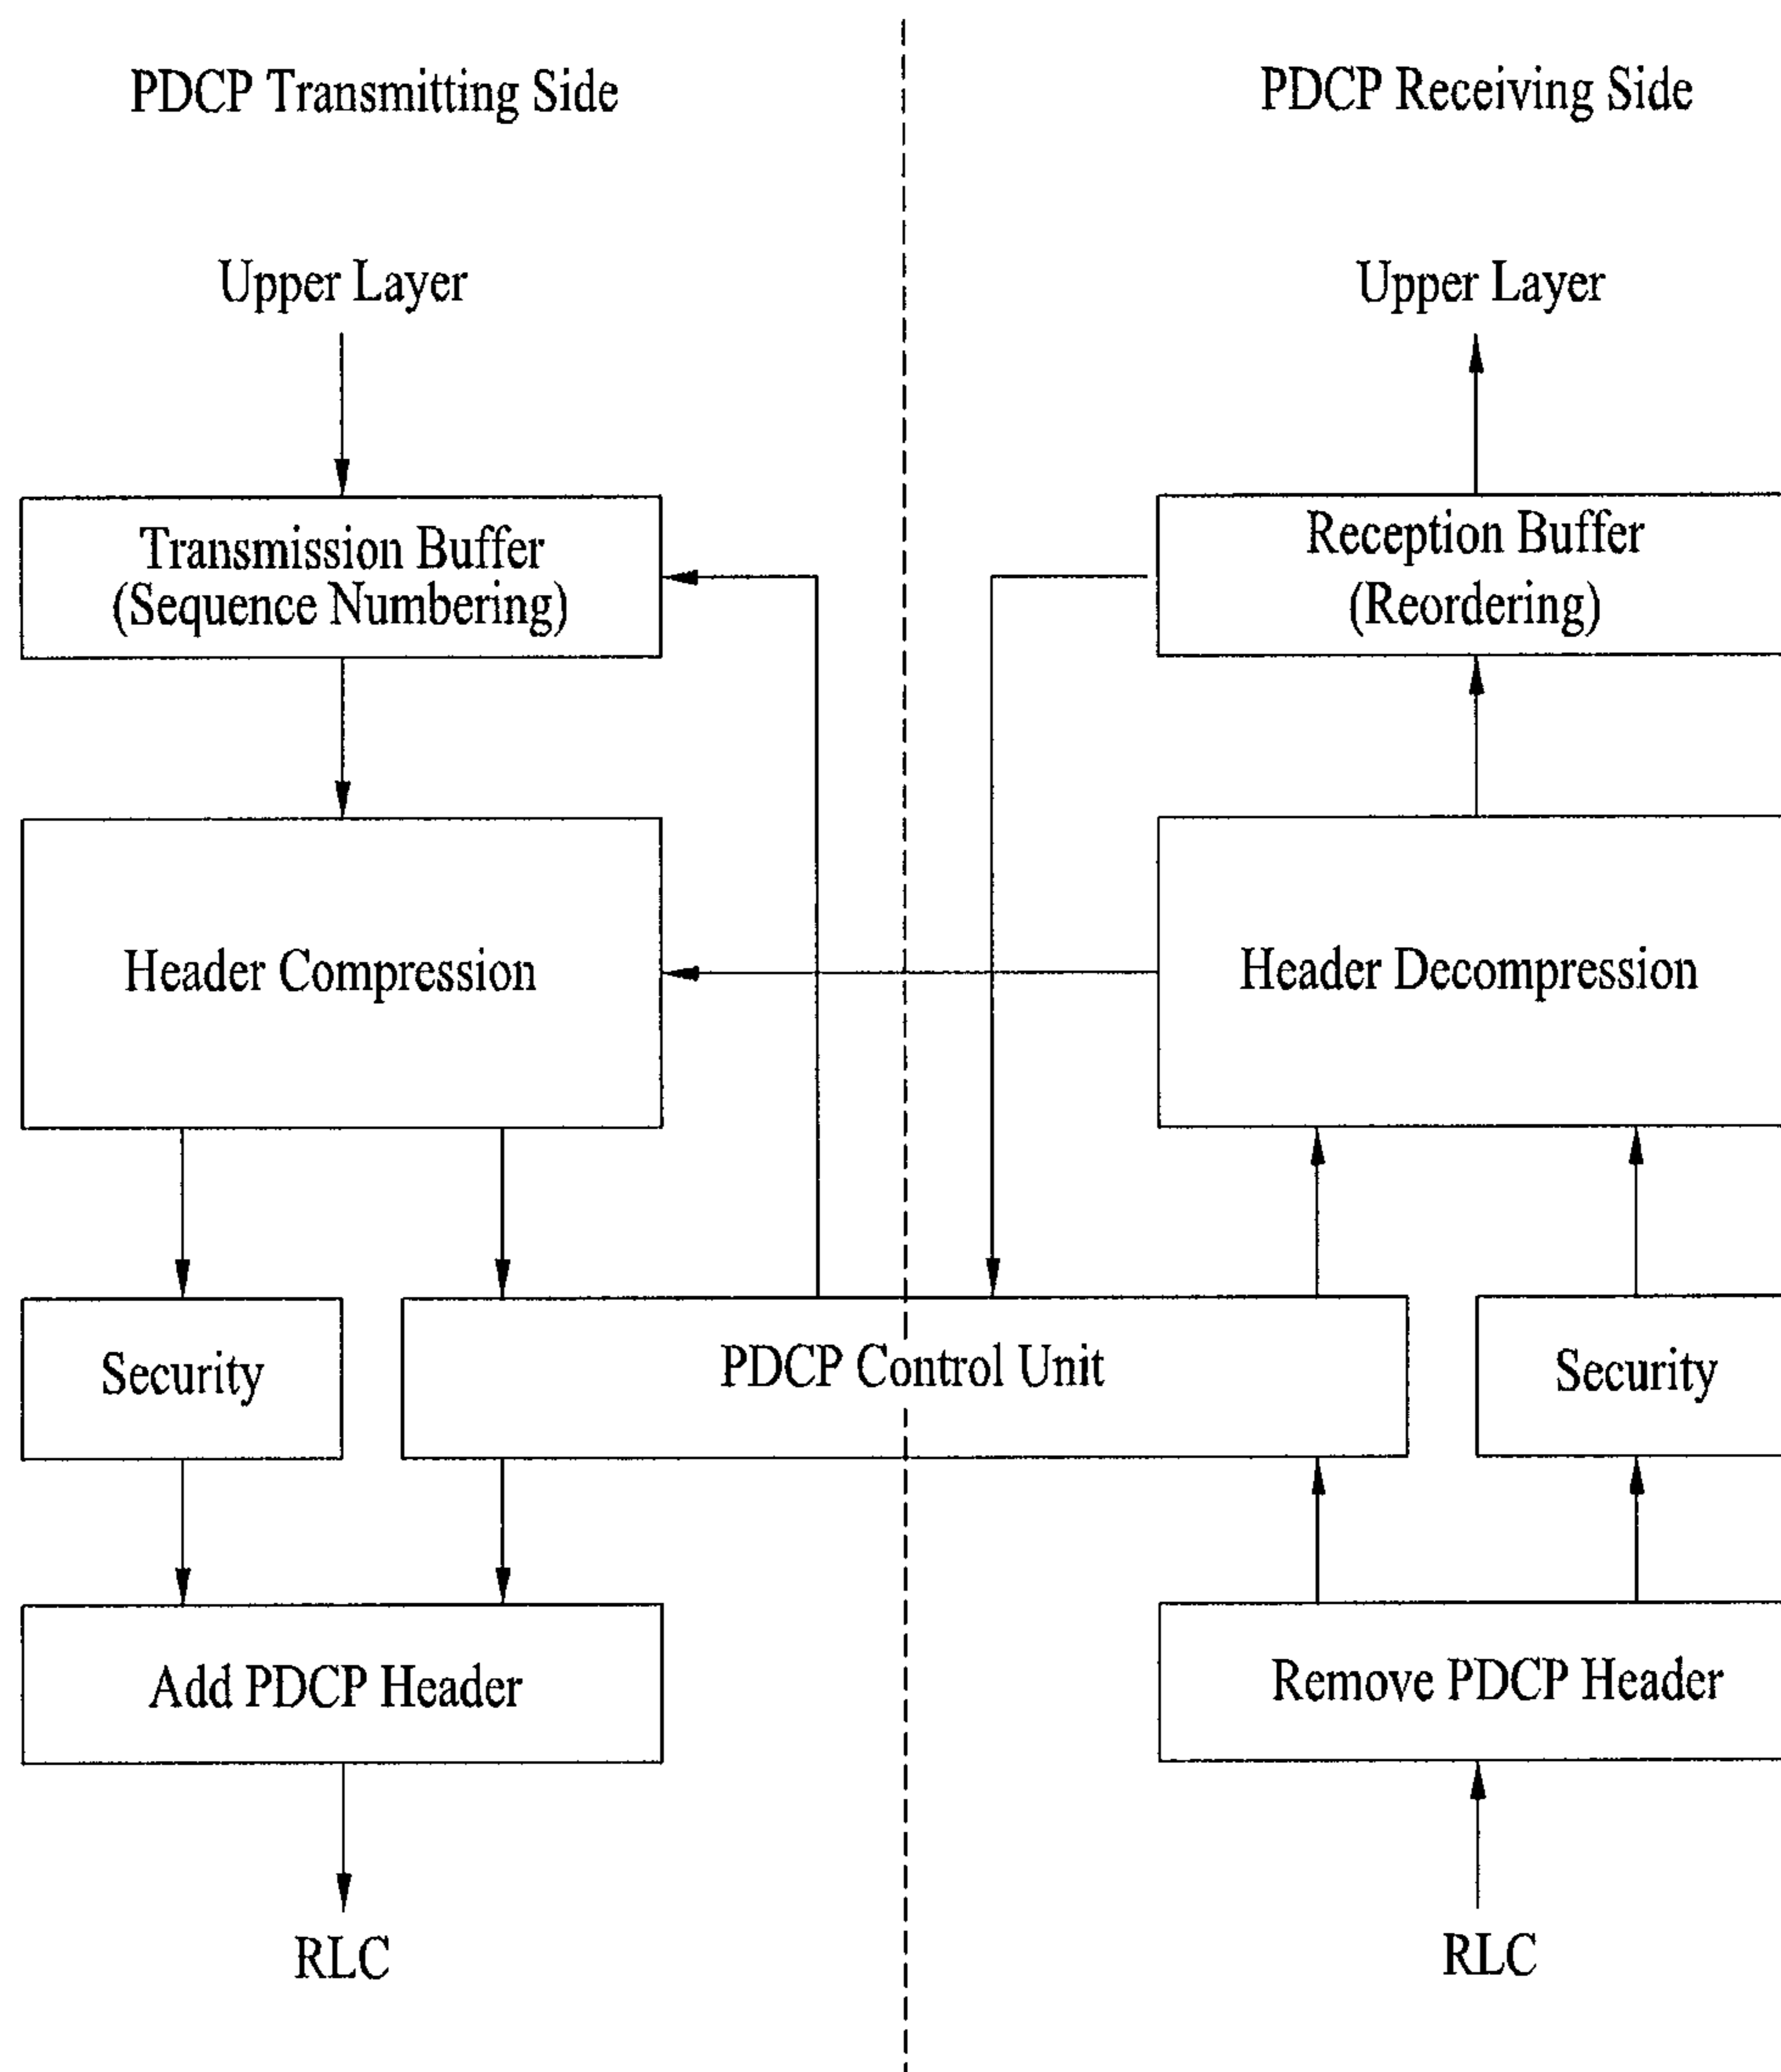 PDCP Transmitting Side
PDCP Receiving Side
Upper Layer
Upper Layer
Transmission Buffer
(Sequence Numbering)
Reception Buffer
(Reordering)
Header Compression
Header Decompression
Security
PDCP Control Unit
Security
Add PDCP Header
Remove PDCP Header
RLC
RLC